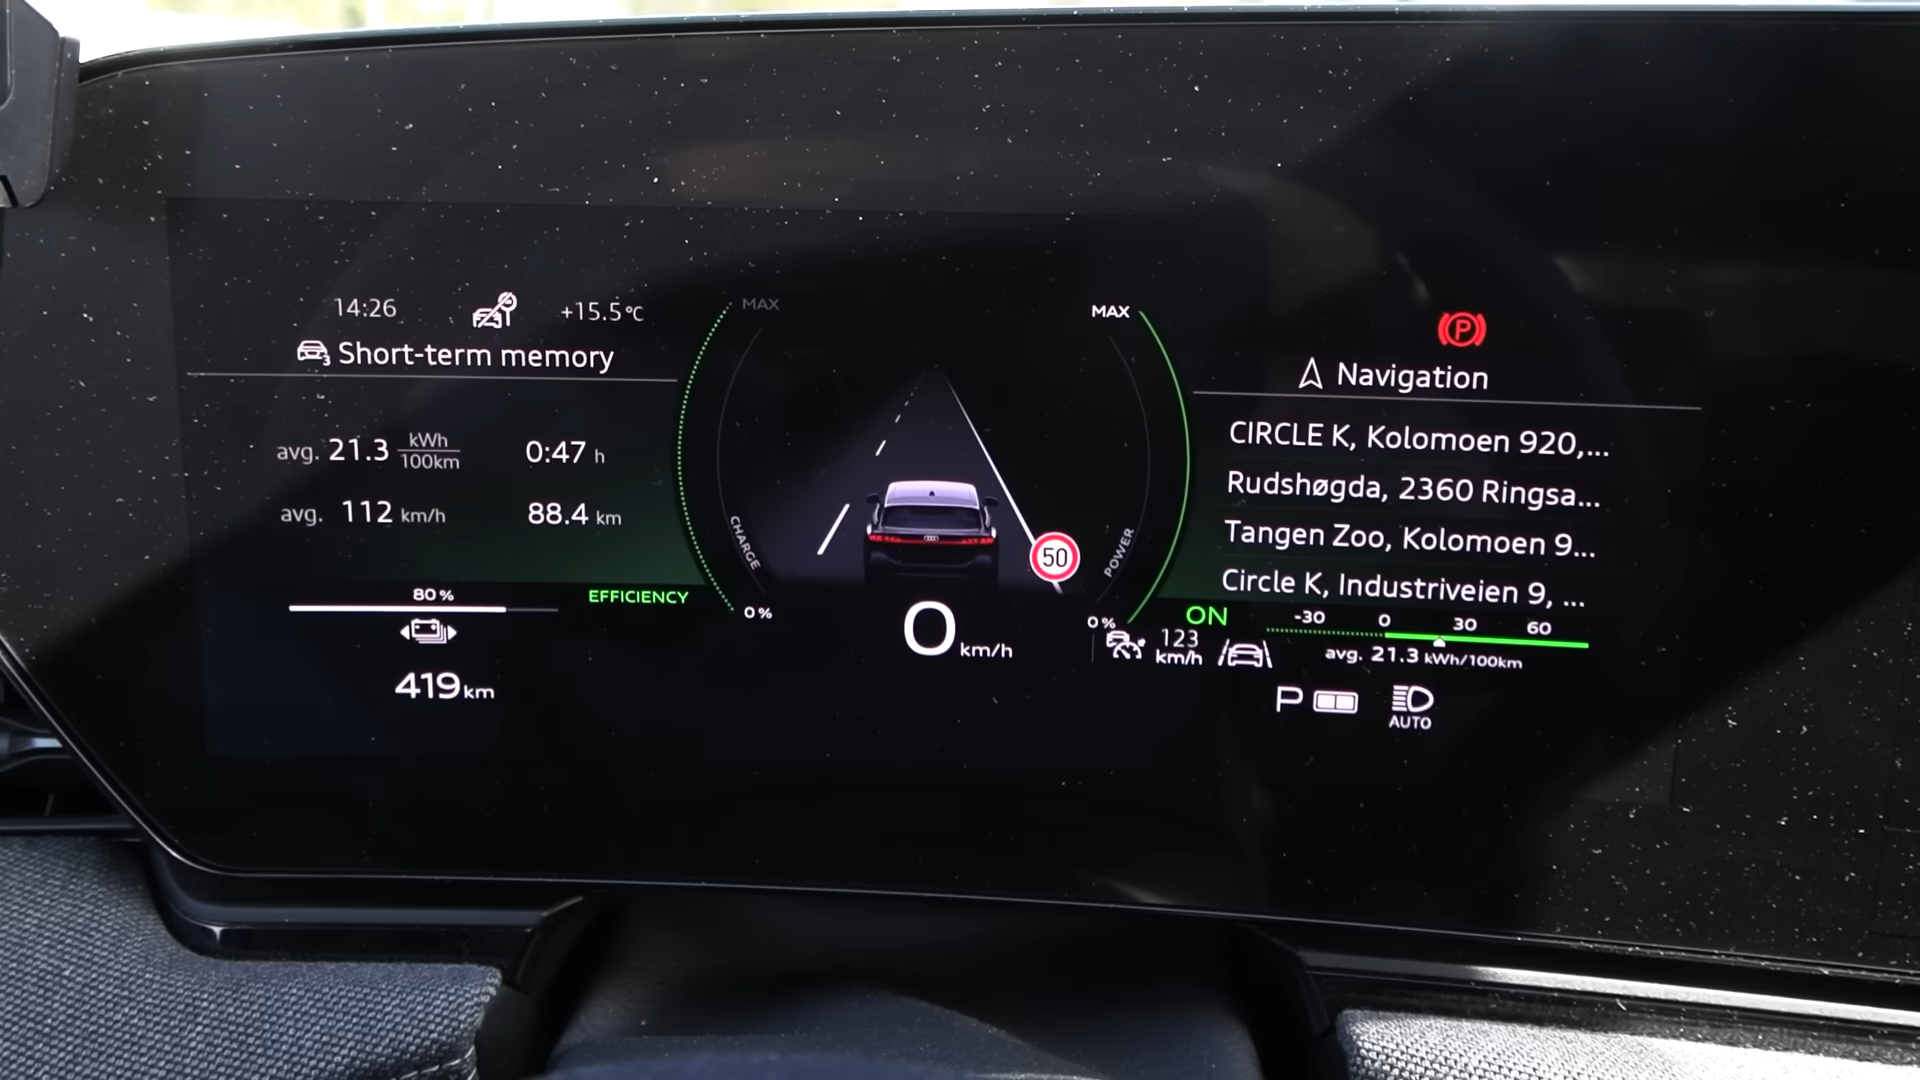 14:26 +15.5°C
Short-term memory
avg. 21.3 kWh/100km 0:47 h
avg. 112 km/h 88.4 km
80 %
EFFICIENCY
419 km
MAX
CHARGE
0 %
50
0 km/h
MAX
POWER
0 %
ON
123
km/h
P
Navigation
CIRCLE K, Kolomoen 920,...
Rudshøgda, 2360 Ringsa...
Tangen Zoo, Kolomoen 9...
Circle K, Industriveien 9, ...
-30 0 30 60
avg. 21.3 kWh/100km
P
AUTO